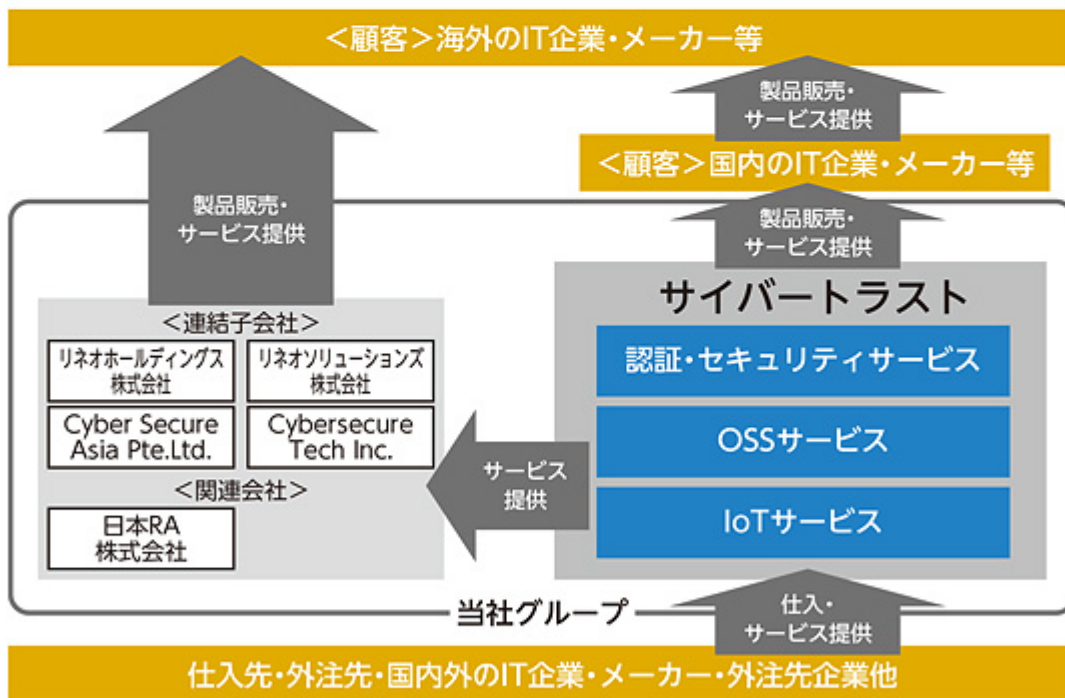 <顧客>海外のIT企業・メーカー等
製品販売・
サービス提供
<顧客>国内のIT企業・メーカー等
製品販売・
サービス提供
製品販売・
サービス提供
サイバートラスト
認証・セキュリティサービス
OSSサービス
IoTサービス
<連結子会社>
リネオホールディングス
株式会社
リネオソリューションズ
株式会社
Cyber Secure
Asia Pte.Ltd.
Cybersecure
Tech Inc.
<関連会社>
日本RA
株式会社
サービス
提供
当社グループ
仕入・
サービス提供
仕入先・外注先・国内外のIT企業・メーカー・外注先企業他